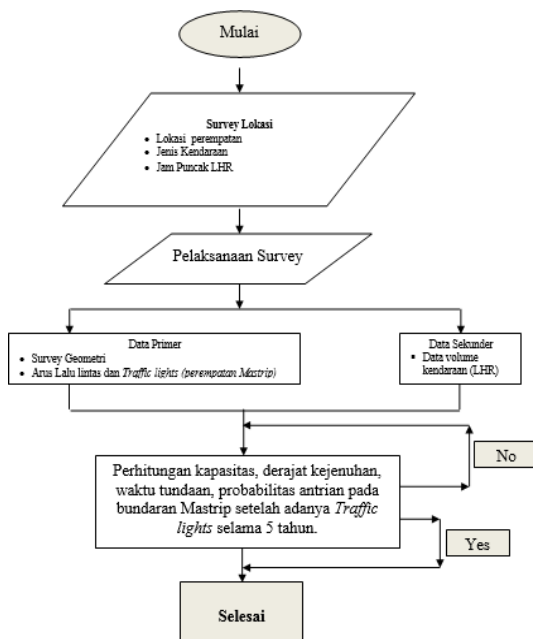 Mulai
Survey Lokasi
Lokasi perempatan
Jenis Kendaraan
Jam Puncak LHR
Pelaksanaan Survey
Data Primer
Survey Geometri
Arus Lalu lintas dan Traffic lights (perempatan Mastrip)
Data Sekunder
Data volume
kendaraan (LHR)
No
Perhitungan kapasitas, derajat kejenuhan,
waktu tundaan, probabilitas antrian pada
bundaran Mastrip setelah adanya Traffic
lights selama 5 tahun.
Yes
Selesai